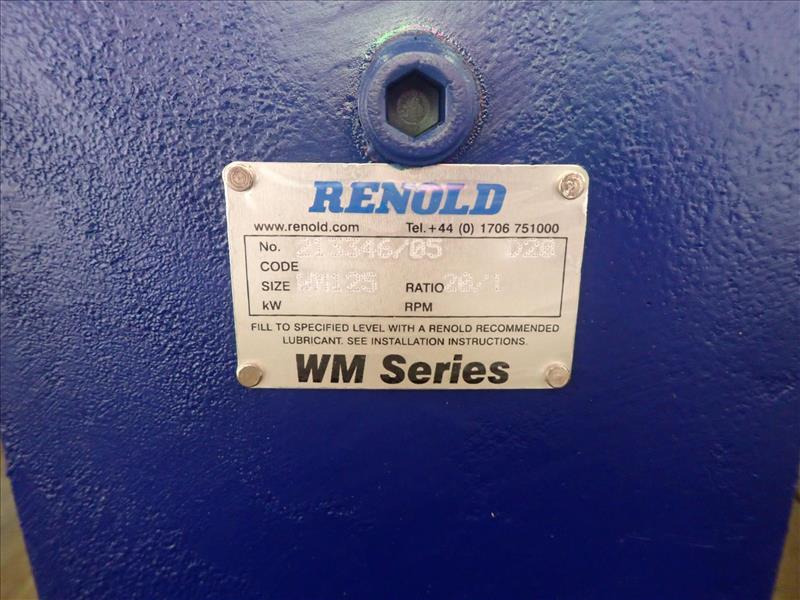 RENOLD
www.renold.com Tel.+44 (0) 1706 751000
No. 213346/05 D20
CODE
SIZE WM125 RATIO 20/1
kW RPM
FILL TO SPECIFIED LEVEL WITH A RENOLD RECOMMENDED
LUBRICANT. SEE INSTALLATION INSTRUCTIONS.
WM Series